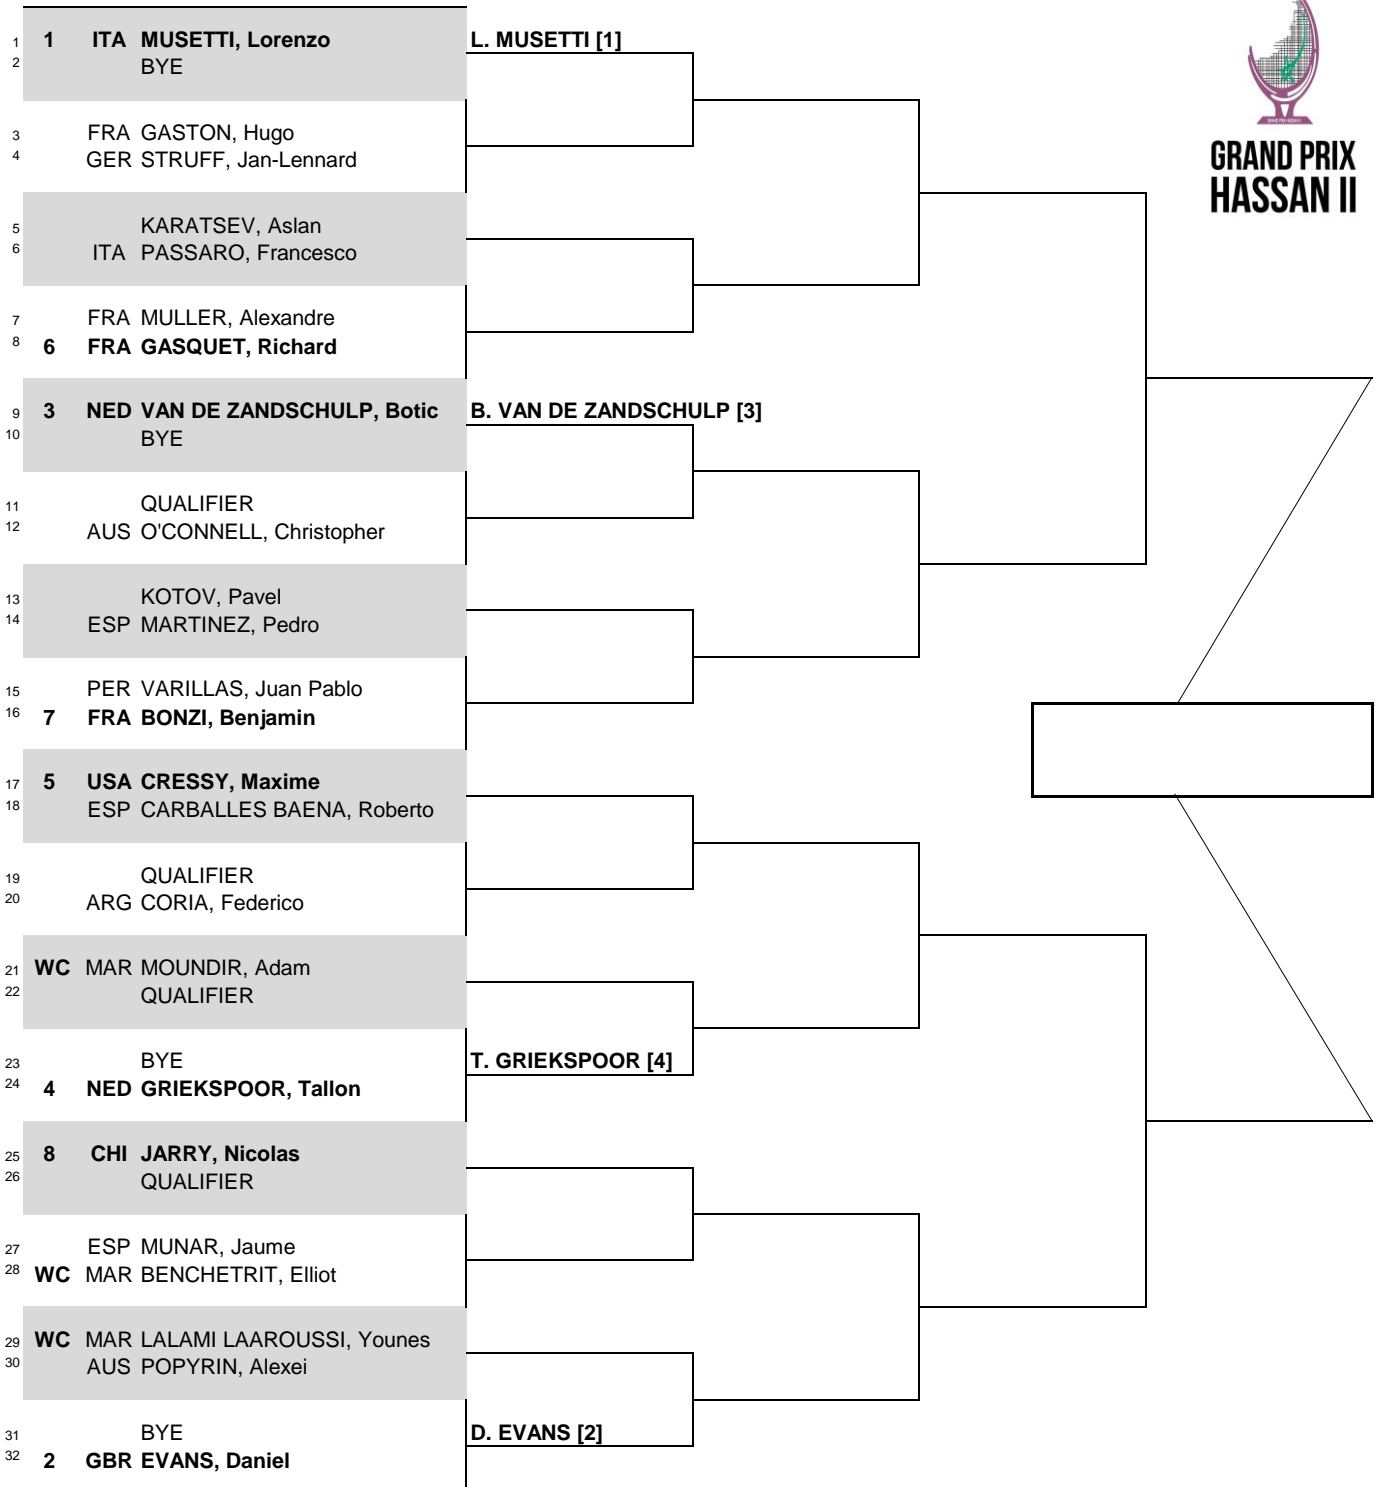 1 1 ITA MUSETTI, Lorenzo L. MUSETTI [1]
2 BYE
3 FRA GASTON, Hugo
4 GER STRUFF, Jan-Lennard
GRAND PRIX
HASSAN II
5 KARATSEV, Aslan
6 ITA PASSARO, Francesco
7 FRA MULLER, Alexandre
8 6 FRA GASQUET, Richard
9 3 NED VAN DE ZANDSCHULP, Botic B. VAN DE ZANDSCHULP [3]
10 BYE
11 QUALIFIER
12 AUS O'CONNELL, Christopher
13 KOTOV, Pavel
14 ESP MARTINEZ, Pedro
15 PER VARILLAS, Juan Pablo
16 7 FRA BONZI, Benjamin
17 5 USA CRESSY, Maxime
18 ESP CARBALLES BAENA, Roberto
19 QUALIFIER
20 ARG CORIA, Federico
21 WC MAR MOUNDIR, Adam
22 QUALIFIER
23 BYE T. GRIEKSPOOR [4]
24 4 NED GRIEKSPOOR, Tallon
25 8 CHI JARRY, Nicolas
26 QUALIFIER
27 ESP MUNAR, Jaume
28 WC MAR BENCHETRIT, Elliot
29 WC MAR LALAMI LAAROUSSI, Younes
30 AUS POPYRIN, Alexei
31 BYE D. EVANS [2]
32 2 GBR EVANS, Daniel